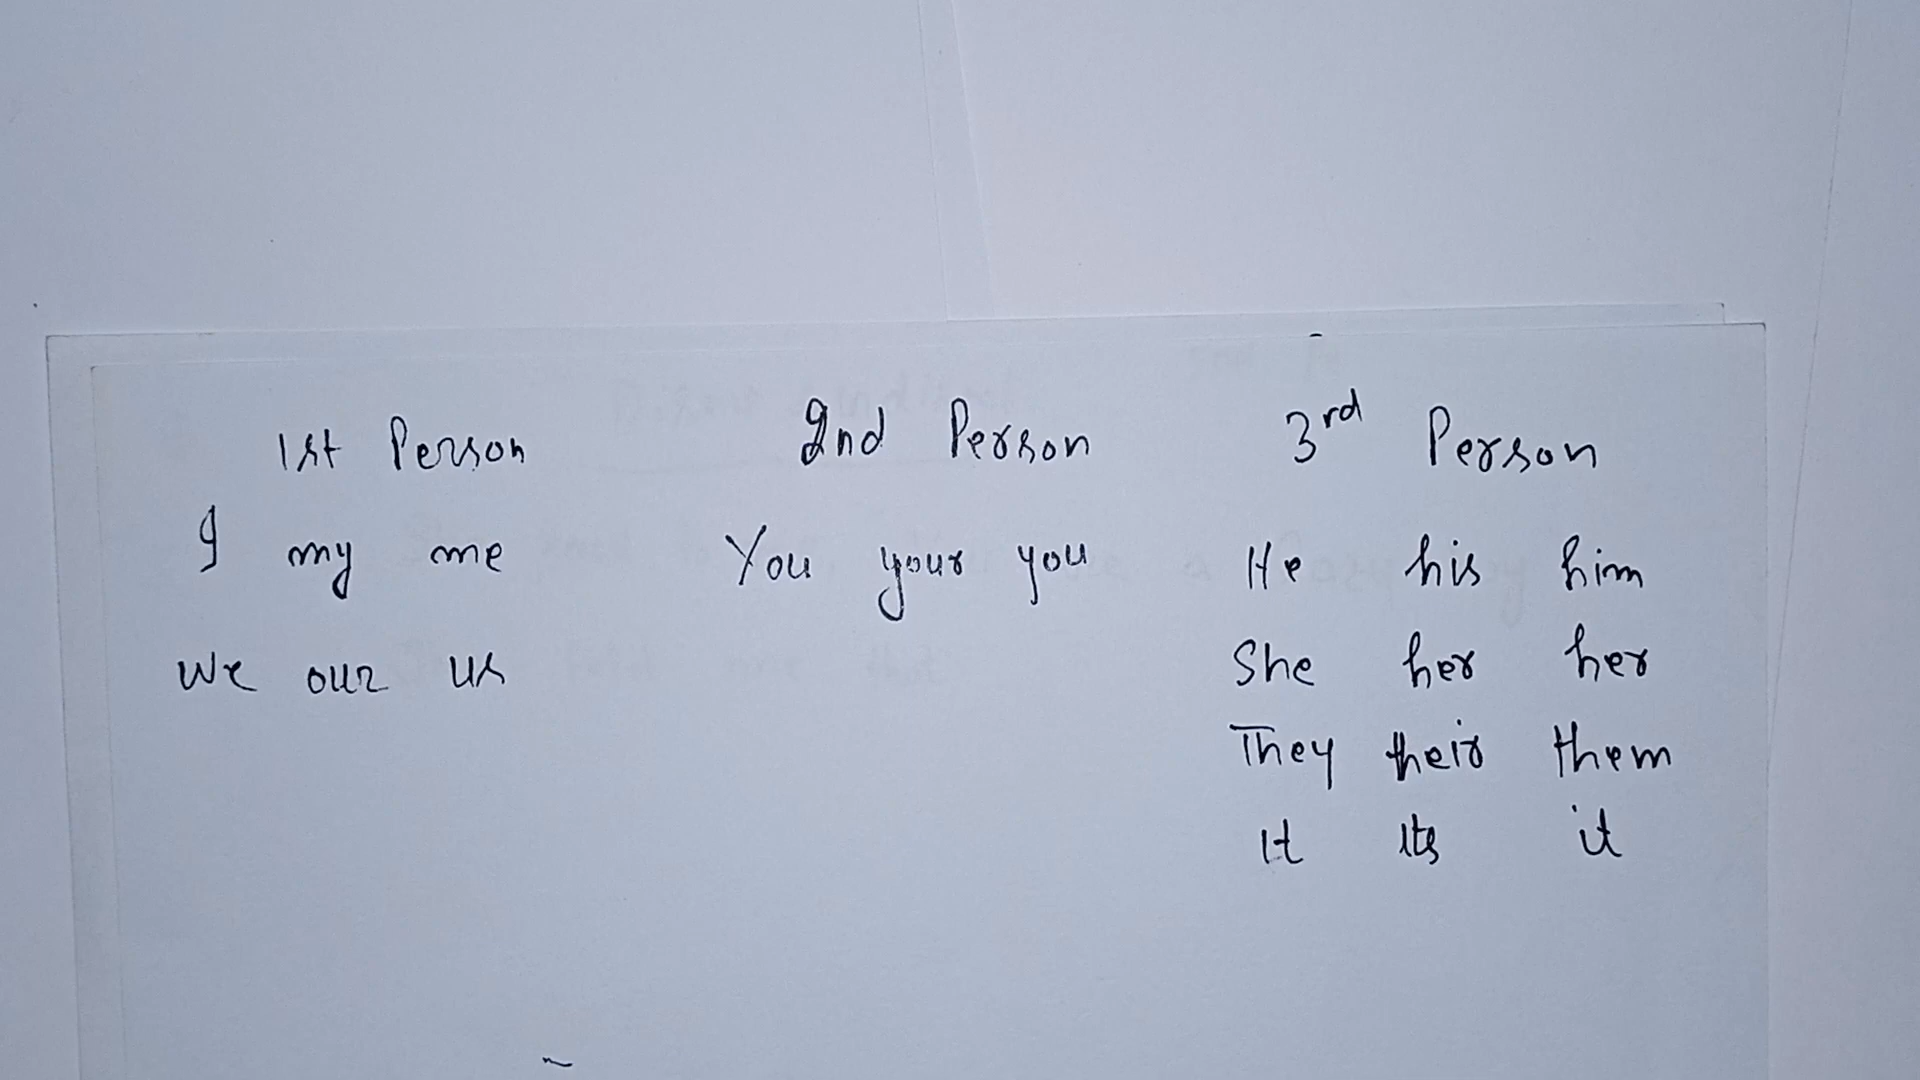 1st Person 2nd Person 3rd Person
I my me You your you He his him
We our us She her her
They their them
It its it